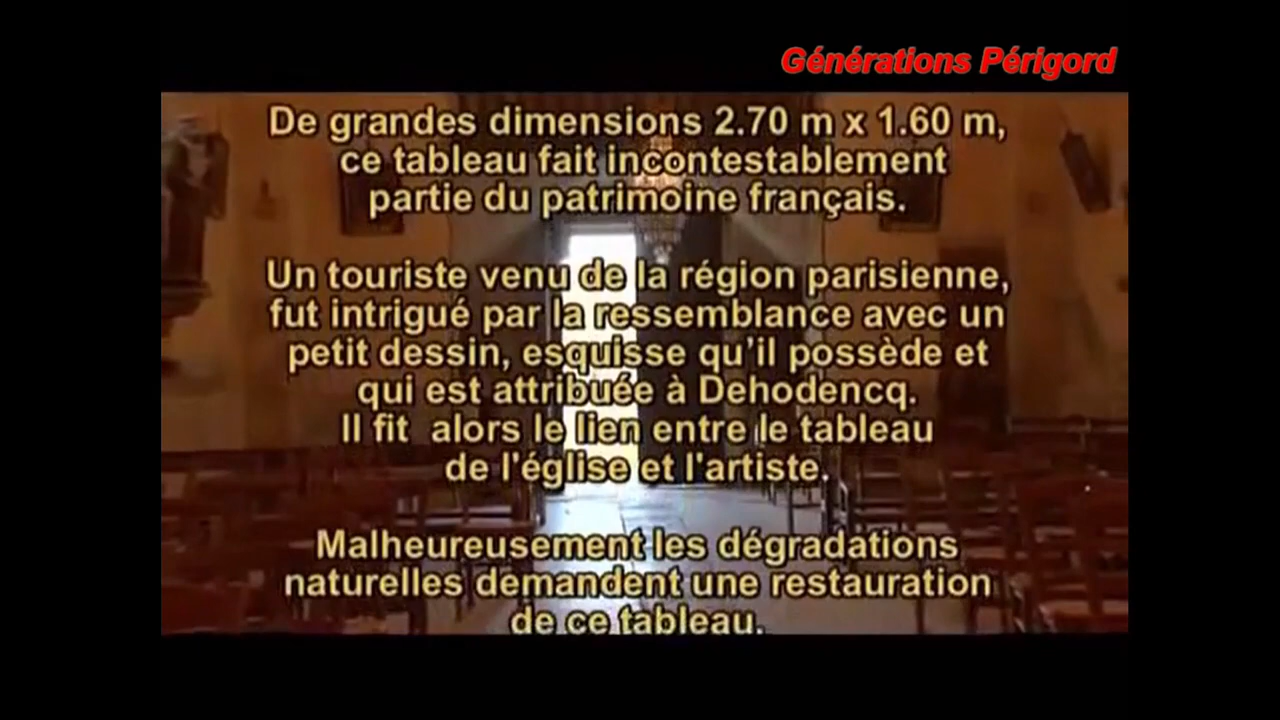 Générations Périgord
De grandes dimensions 2.70 m x 1.60 m,
ce tableau fait incontestablement
partie du patrimoine français.
Un touriste venu de la région parisienne,
fut intrigué par la ressemblance avec un
petit dessin, esquisse qu’il possède et
qui est attribuée à Dehodencq.
Il fit alors le lien entre le tableau
de l'église et l'artiste.
Malheureusement les dégradations
naturelles demandent une restauration
de ce tableau.